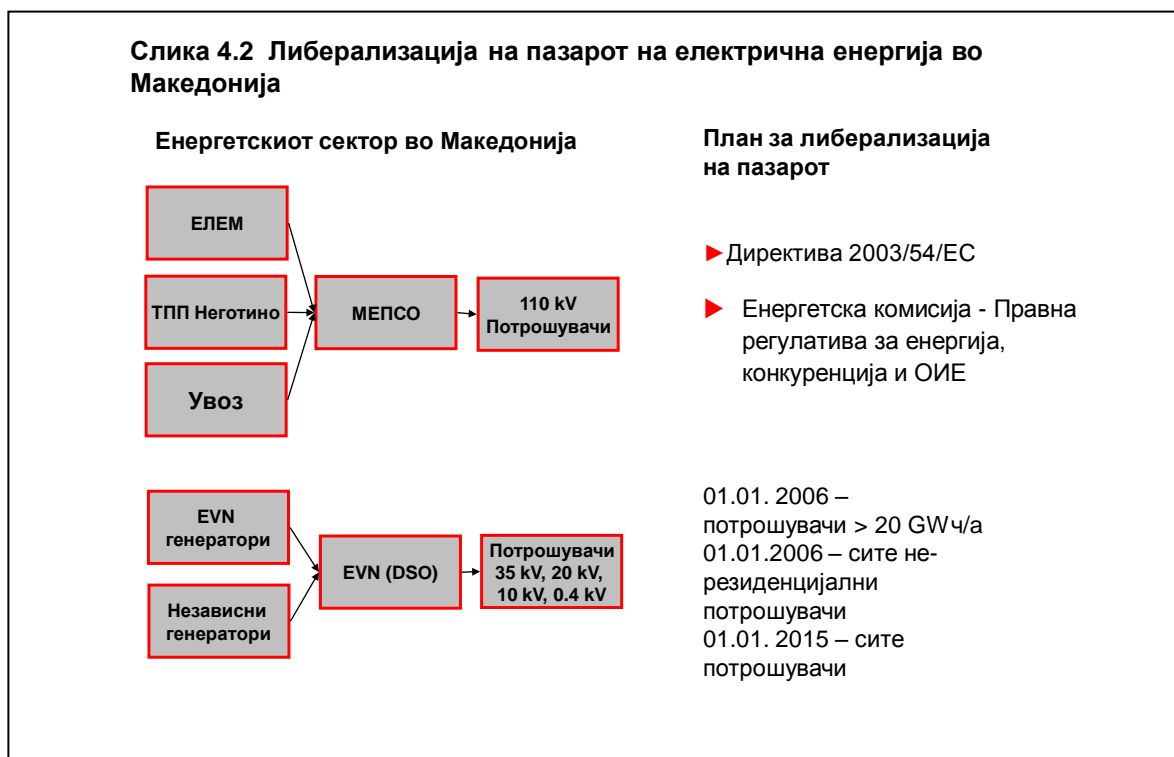 Слика 4.2 Либерализација на пазарот на електрична енергија во
Македонија
Енергетскиот сектор во Македонија
ЕЛЕМ
ТПП Неготино
Увоз
МЕПСО
110 kV
Потрошувачи
EVN
генератори
Независни
генератори
EVN (DSO)
Потрошувачи
35 kV, 20 kV,
10 kV, 0.4 kV
План за либерализација
на пазарот
►Директива 2003/54/ЕС
► Енергетска комисија - Правна
регулатива за енергија,
конкуренција и ОИЕ
01.01. 2006 –
потрошувачи > 20 GWч/а
01.01.2006 – сите не-
резиденцијални
потрошувачи
01.01. 2015 – сите
потрошувачи